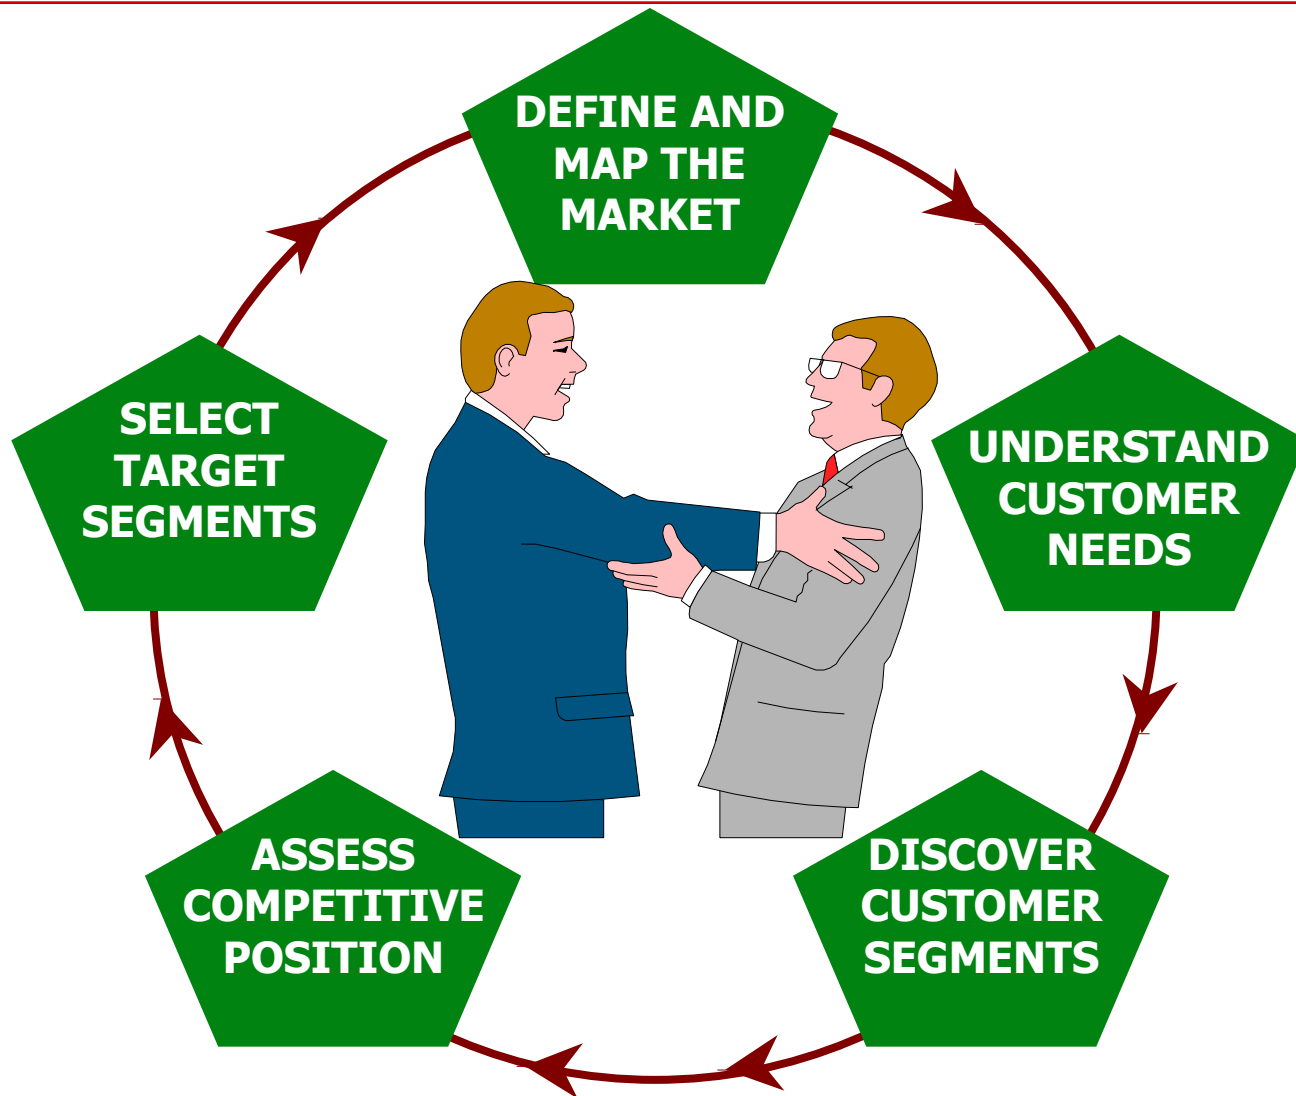 DEFINE AND
MAP THE
MARKET
UNDERSTAND
CUSTOMER
NEEDS
DISCOVER
CUSTOMER
SEGMENTS
ASSESS
COMPETITIVE
POSITION
SELECT
TARGET
SEGMENTS